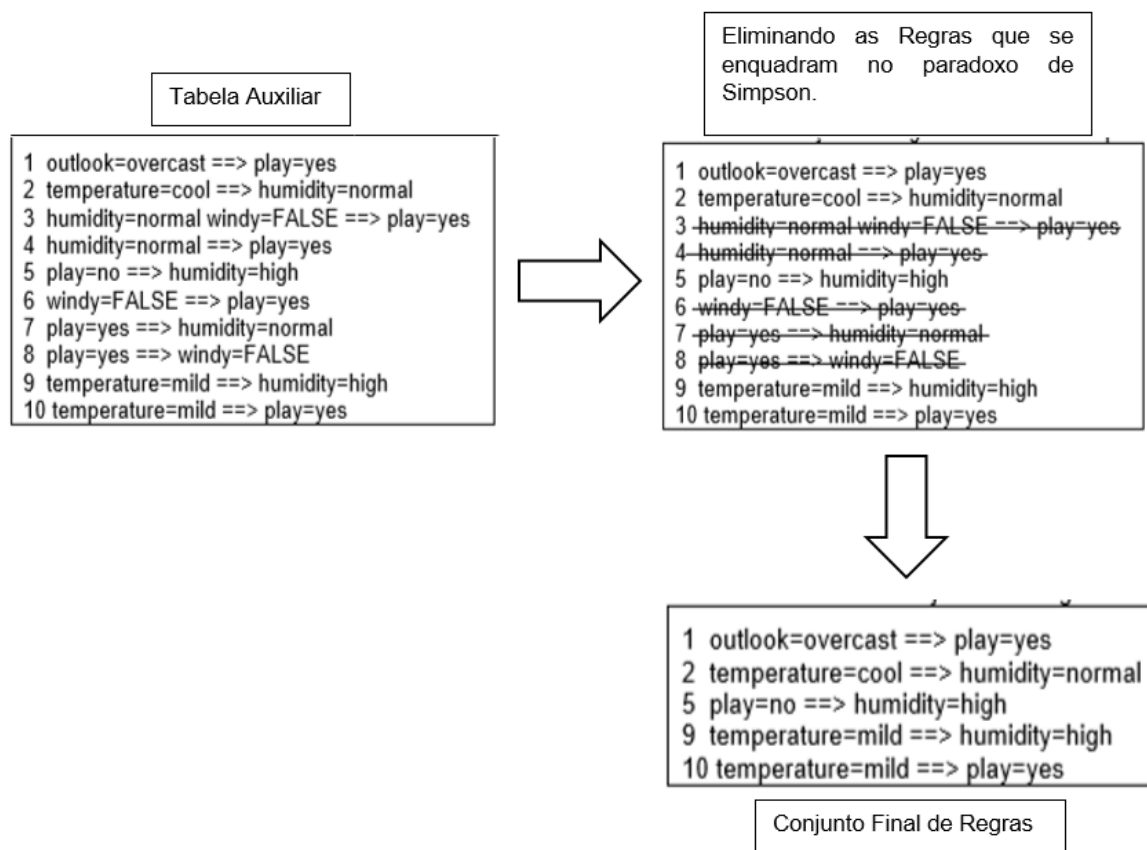 Tabela Auxiliar
1 outlook=overcast ==> play=yes
2 temperature=cool ==> humidity=normal
3 humidity=normal windy=FALSE ==> play=yes
4 humidity=normal ==> play=yes
5 play=no ==> humidity=high
6 windy=FALSE ==> play=yes
7 play=yes ==> humidity=normal
8 play=yes ==> windy=FALSE
9 temperature=mild ==> humidity=high
10 temperature=mild ==> play=yes
Eliminando as Regras que se
enquadram no paradoxo de
Simpson.
1 outlook=overcast ==> play=yes
2 temperature=cool ==> humidity=normal
3 humidity=normal windy=FALSE ==> play=yes
4 humidity=normal ==> play=yes
5 play=no ==> humidity=high
6 windy=FALSE ==> play=yes
7 play=yes ==> humidity=normal
8 play=yes ==> windy=FALSE
9 temperature=mild ==> humidity=high
10 temperature=mild ==> play=yes
1 outlook=overcast ==> play=yes
2 temperature=cool ==> humidity=normal
5 play=no ==> humidity=high
9 temperature=mild ==> humidity=high
10 temperature=mild ==> play=yes
Conjunto Final de Regras